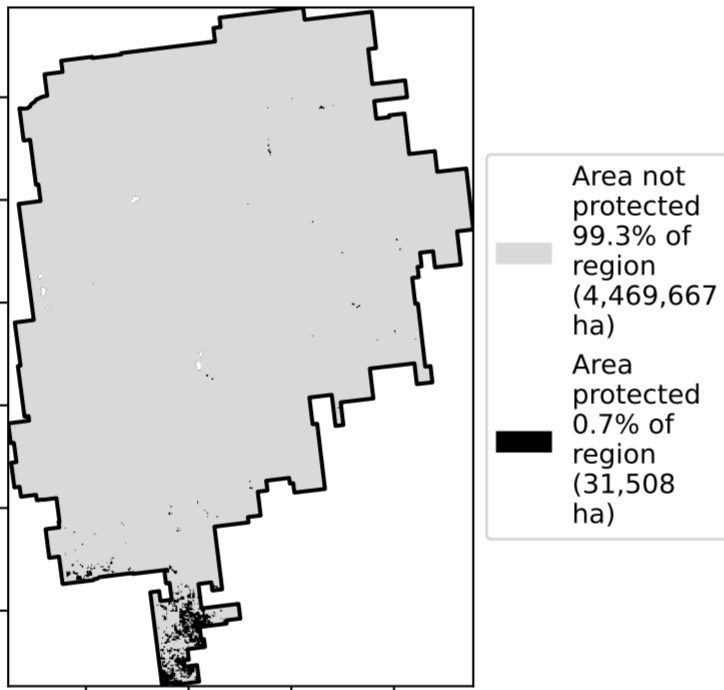 Area not
protected
99.3% of
region
(4,469,667
ha)
Area
protected
0.7% of
region
(31,508
ha)